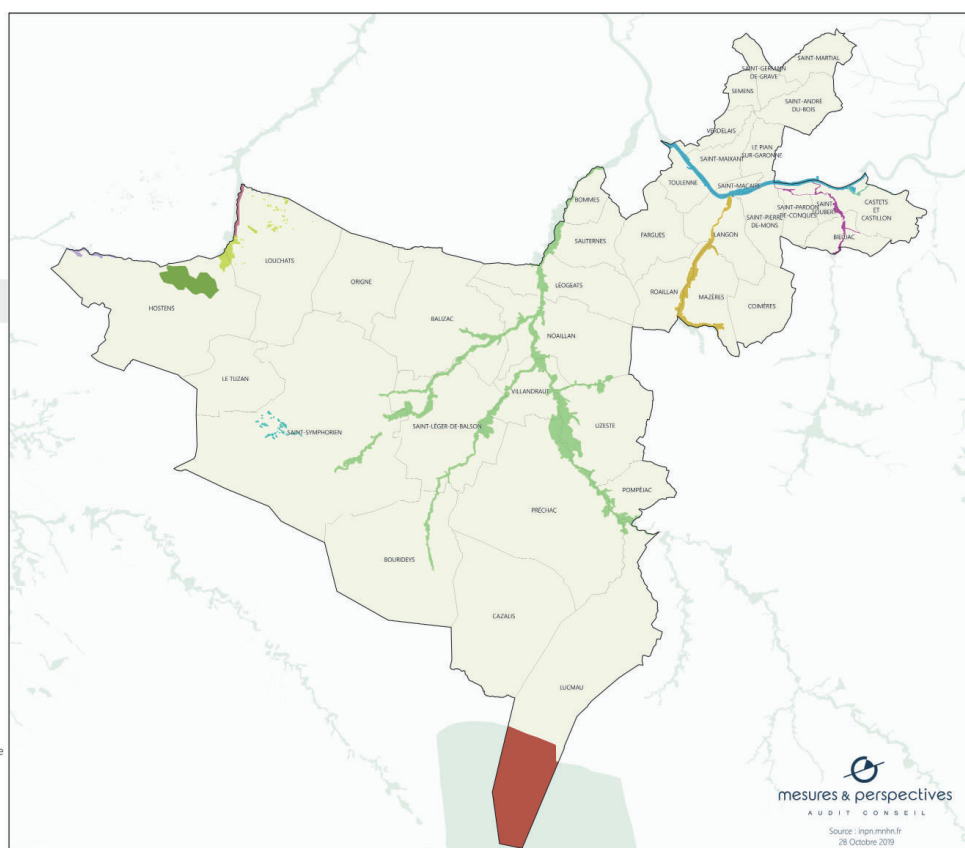 SAINT-MARTIAL
SAINT-GERMAIN
DE-GRAVE
SEMENS
SAINT-ANDRÉ
DU-BOIS
VERDELAIS
LE PIAN
SUR-GARONNE
SAINT-MAIXANT
TOULENNE
SAINT-MACAIRE
BOMMES
SAINT-PARDON
DE-CONQUES
SAINT-
LOUBERT
CASTETS
ET
CASTILLON
SAINT-PIERRE
DE-MONS
FARGUES
LANGON
BIEUJAC
SAUTERNES
LOUCHATS
ORIGNE
LÉOGEATS
ROAILLAN
MAZÈRES
COIMÈRES
HOSTENS
BALIZAC
NOAILLAN
LE TUZAN
VILLANDRAUT
SAINT-SYMPHORIEN
SAINT-LÉGER-DE-BALSON
UZESTE
POMPÉJAC
PRÉCHAC
BOURIDEYS
CAZALIS
LUCMAU
mesures & perspectives
AUDIT CONSEIL
Source : inpn.mnhn.fr
28 Octobre 2019